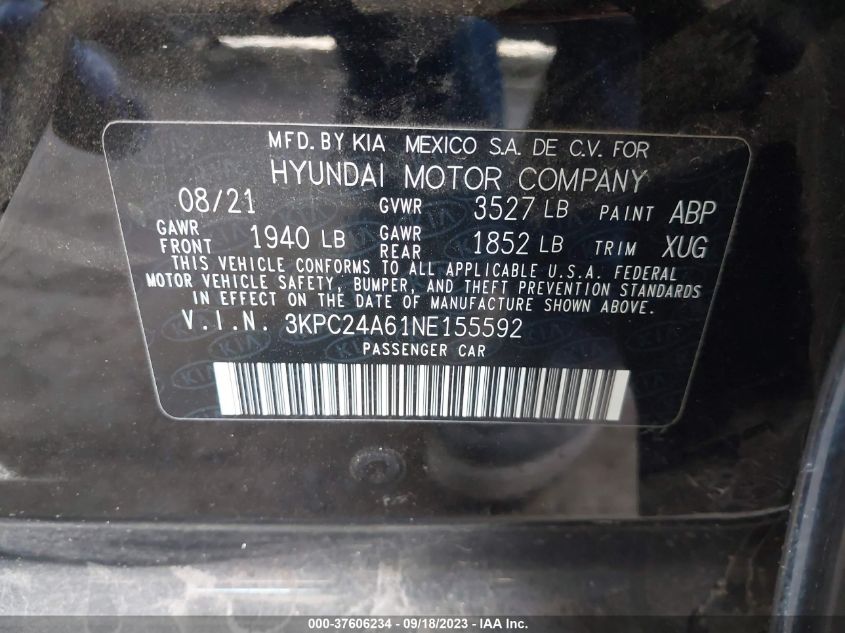 MFD. BY KIA MEXICO S.A. DE C.V. FOR
HYUNDAI MOTOR COMPANY
08/21 GVWR 3527 LB PAINT ABP
GAWR FRONT 1940 LB GAWR REAR 1852 LB TRIM XUG
THIS VEHICLE CONFORMS TO ALL APPLICABLE U.S.A. FEDERAL
MOTOR VEHICLE SAFETY, BUMPER, AND THEFT PREVENTION STANDARDS
IN EFFECT ON THE DATE OF MANUFACTURE SHOWN ABOVE.
V.I.N. 3KPC24A61NE155592
PASSENGER CAR
000-37606234 - 09/18/2023 - Copyright © 2023 IAA, Inc.